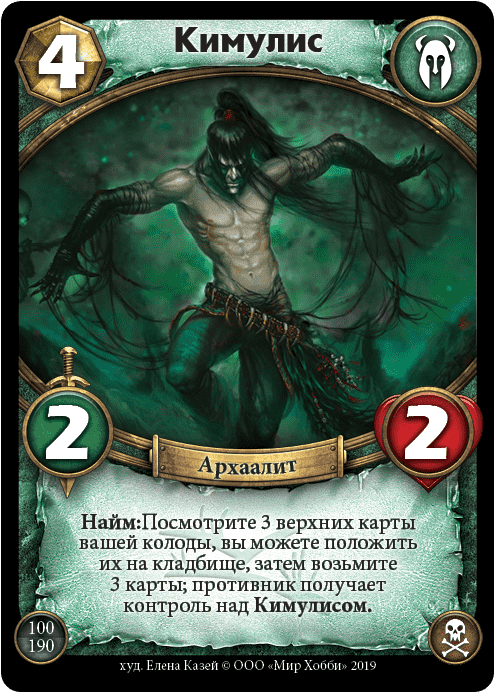 4
Кимулис
2
2
Архаалит
Найм:Посмотрите 3 верхних карты
вашей колоды, вы можете положить
их на кладбище, затем возьмите
3 карты; противник получает
контроль над Кимулисом.
100
190
худ. Елена Казей © ООО «Мир Хобби» 2019